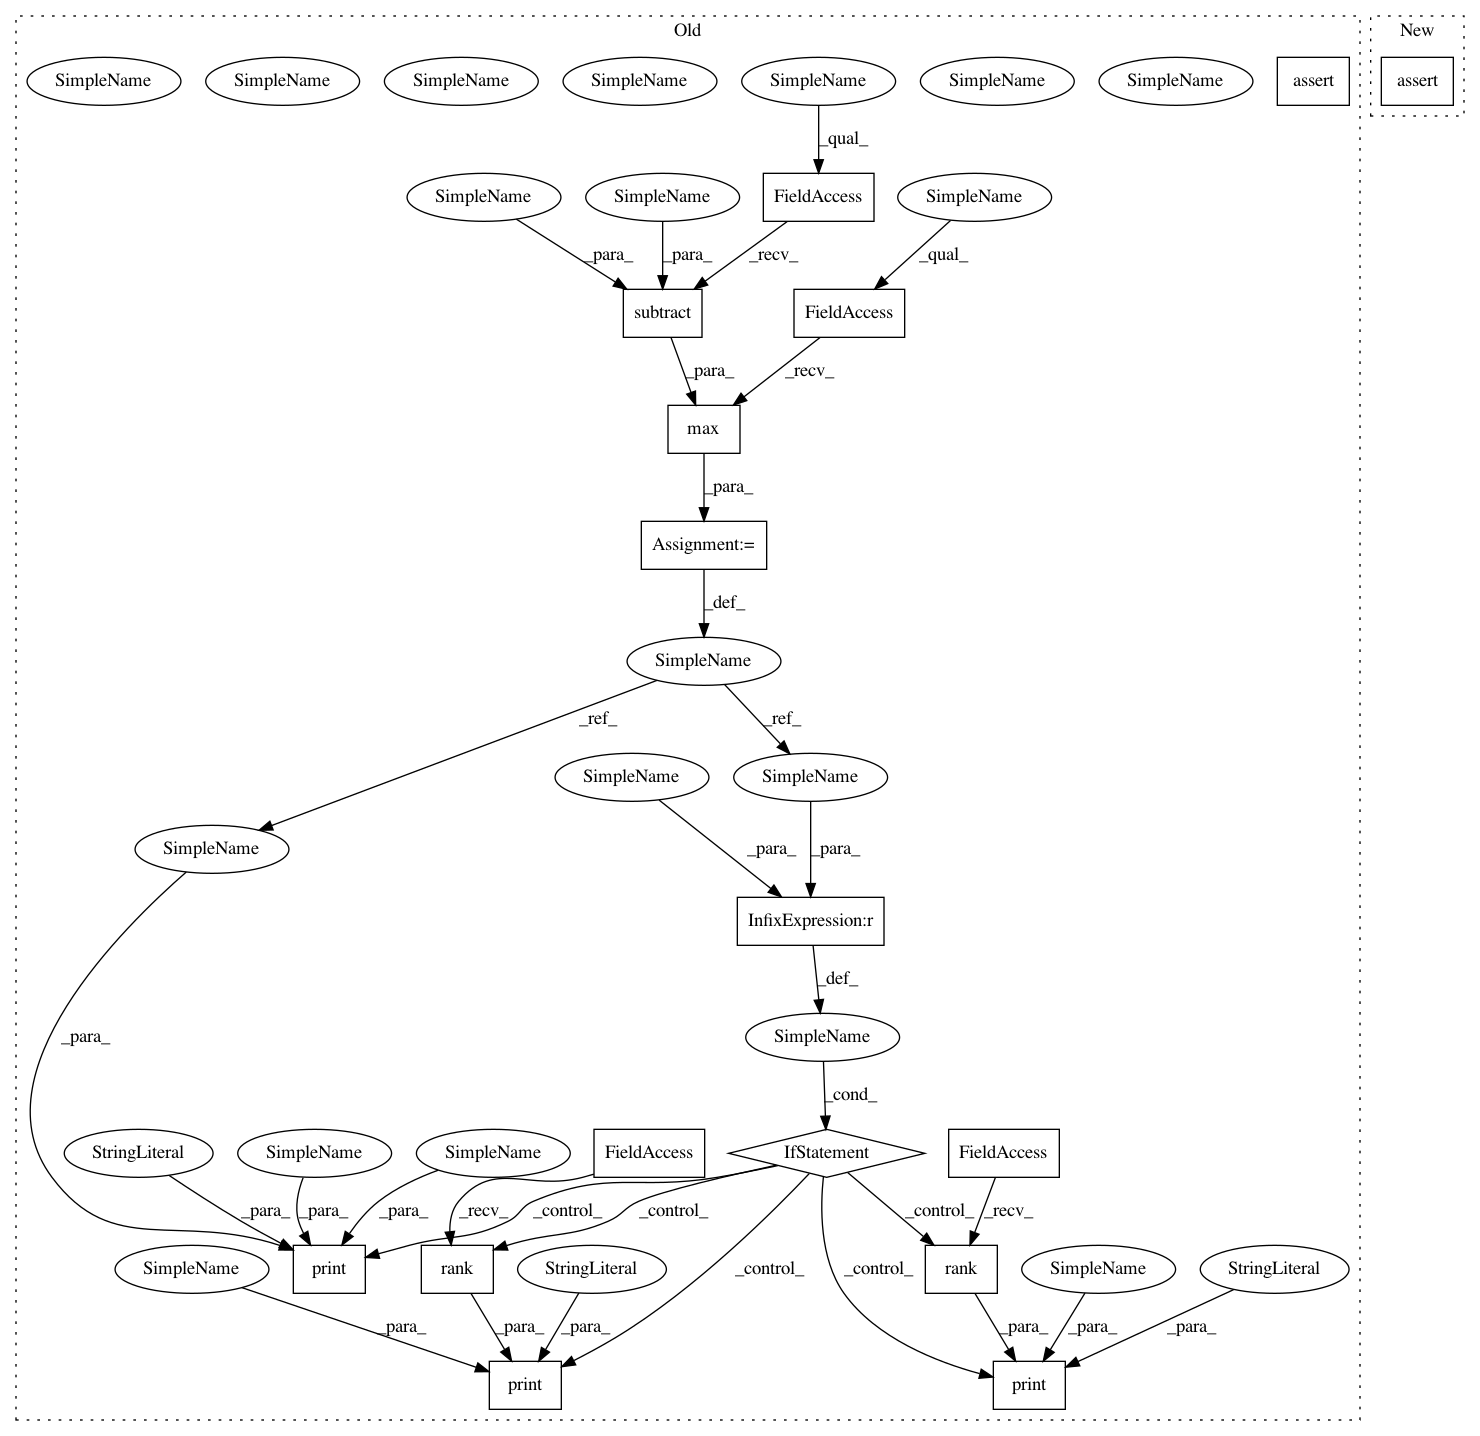 Old
New
SimpleName
SimpleName
SimpleName
SimpleName
SimpleName
SimpleName
SimpleName
assert
assert
_qual_
SimpleName
SimpleName
FieldAccess
SimpleName
_para_
_para_
_recv_
_qual_
subtract
FieldAccess
_para_
_recv_
max
_para_
Assignment:=
_def_
SimpleName
_ref_
_ref_
SimpleName
SimpleName
SimpleName
_para_
_para_
InfixExpression:r
_def_
_para_
SimpleName
_cond_
StringLiteral
SimpleName
SimpleName
FieldAccess
IfStatement
FieldAccess
_para_
_para_
_para_
_control_
_recv_
_control_
_control_
_recv_
SimpleName
print
rank
StringLiteral
_control_
_control_
rank
SimpleName
StringLiteral
_para_
_para_
_para_
_para_
_para_
_para_
print
print